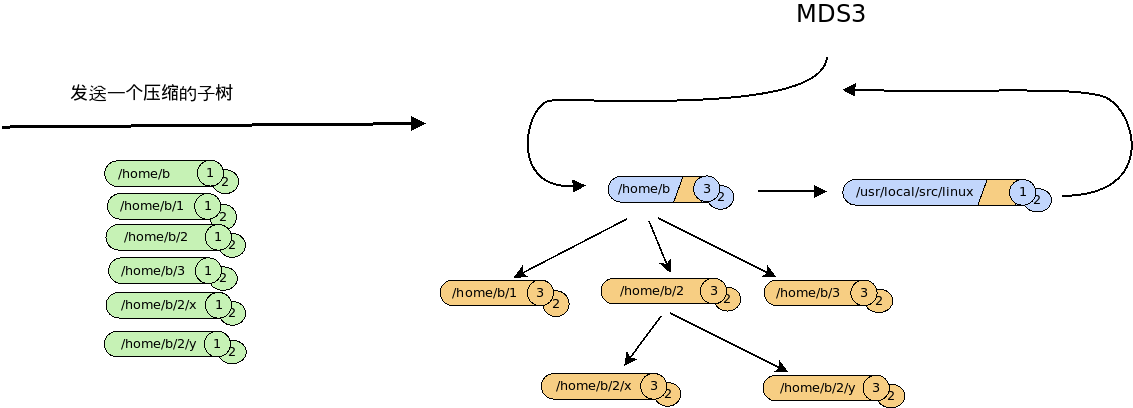 MDS3
发送一个压缩的子树
/home/b 1 2
/home/b/1 1 2
/home/b/2 1 2
/home/b/3 1 2
/home/b/2/x 1 2
/home/b/2/y 1 2
/home/b 3 2
/usr/local/src/linux 1 2
/home/b/1 3 2
/home/b/2 3 2
/home/b/3 3 2
/home/b/2/x 3 2
/home/b/2/y 3 2